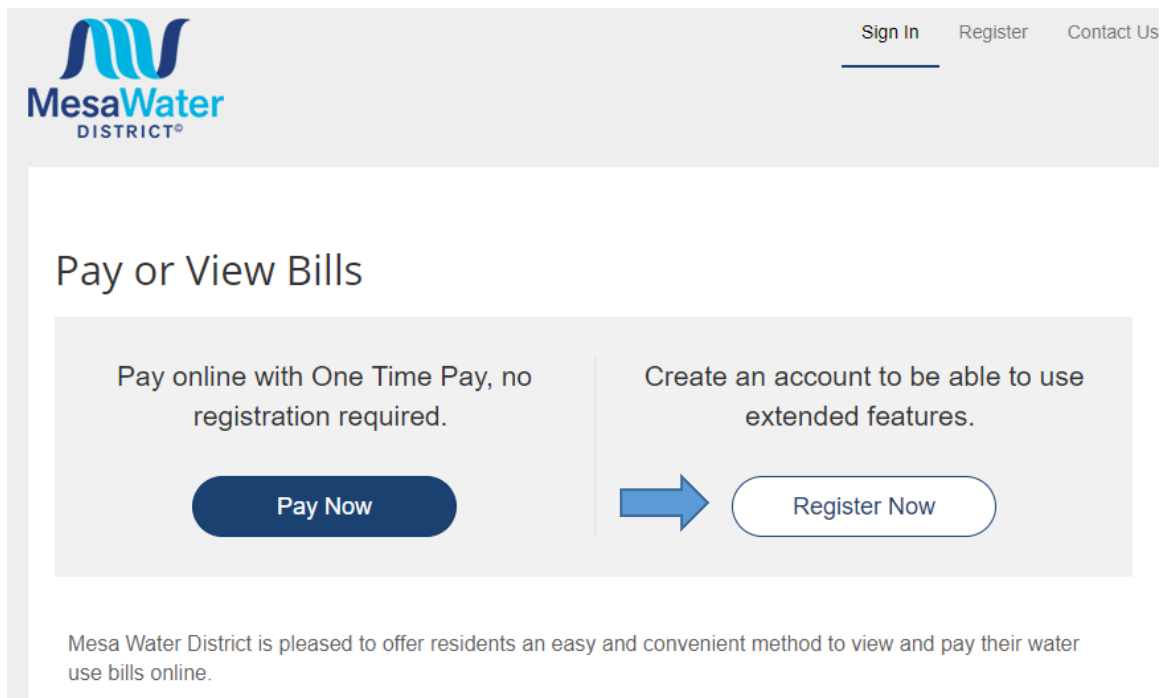 Sign In Register Contact Us
MesaWater
DISTRICT©
Pay or View Bills
Pay online with One Time Pay, no
registration required.
Pay Now
Create an account to be able to use
extended features.
Register Now
Mesa Water District is pleased to offer residents an easy and convenient method to view and pay their water
use bills online.